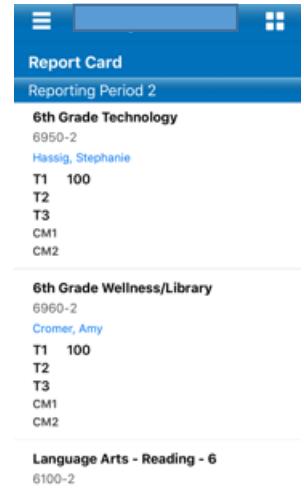 Report Card
Reporting Period 2
6th Grade Technology
6950-2
Hassig, Stephanie
T1 100
T2
T3
CM1
CM2
6th Grade Wellness/Library
6960-2
Cromer, Amy
T1 100
T2
T3
CM1
CM2
Language Arts - Reading - 6
6100-2